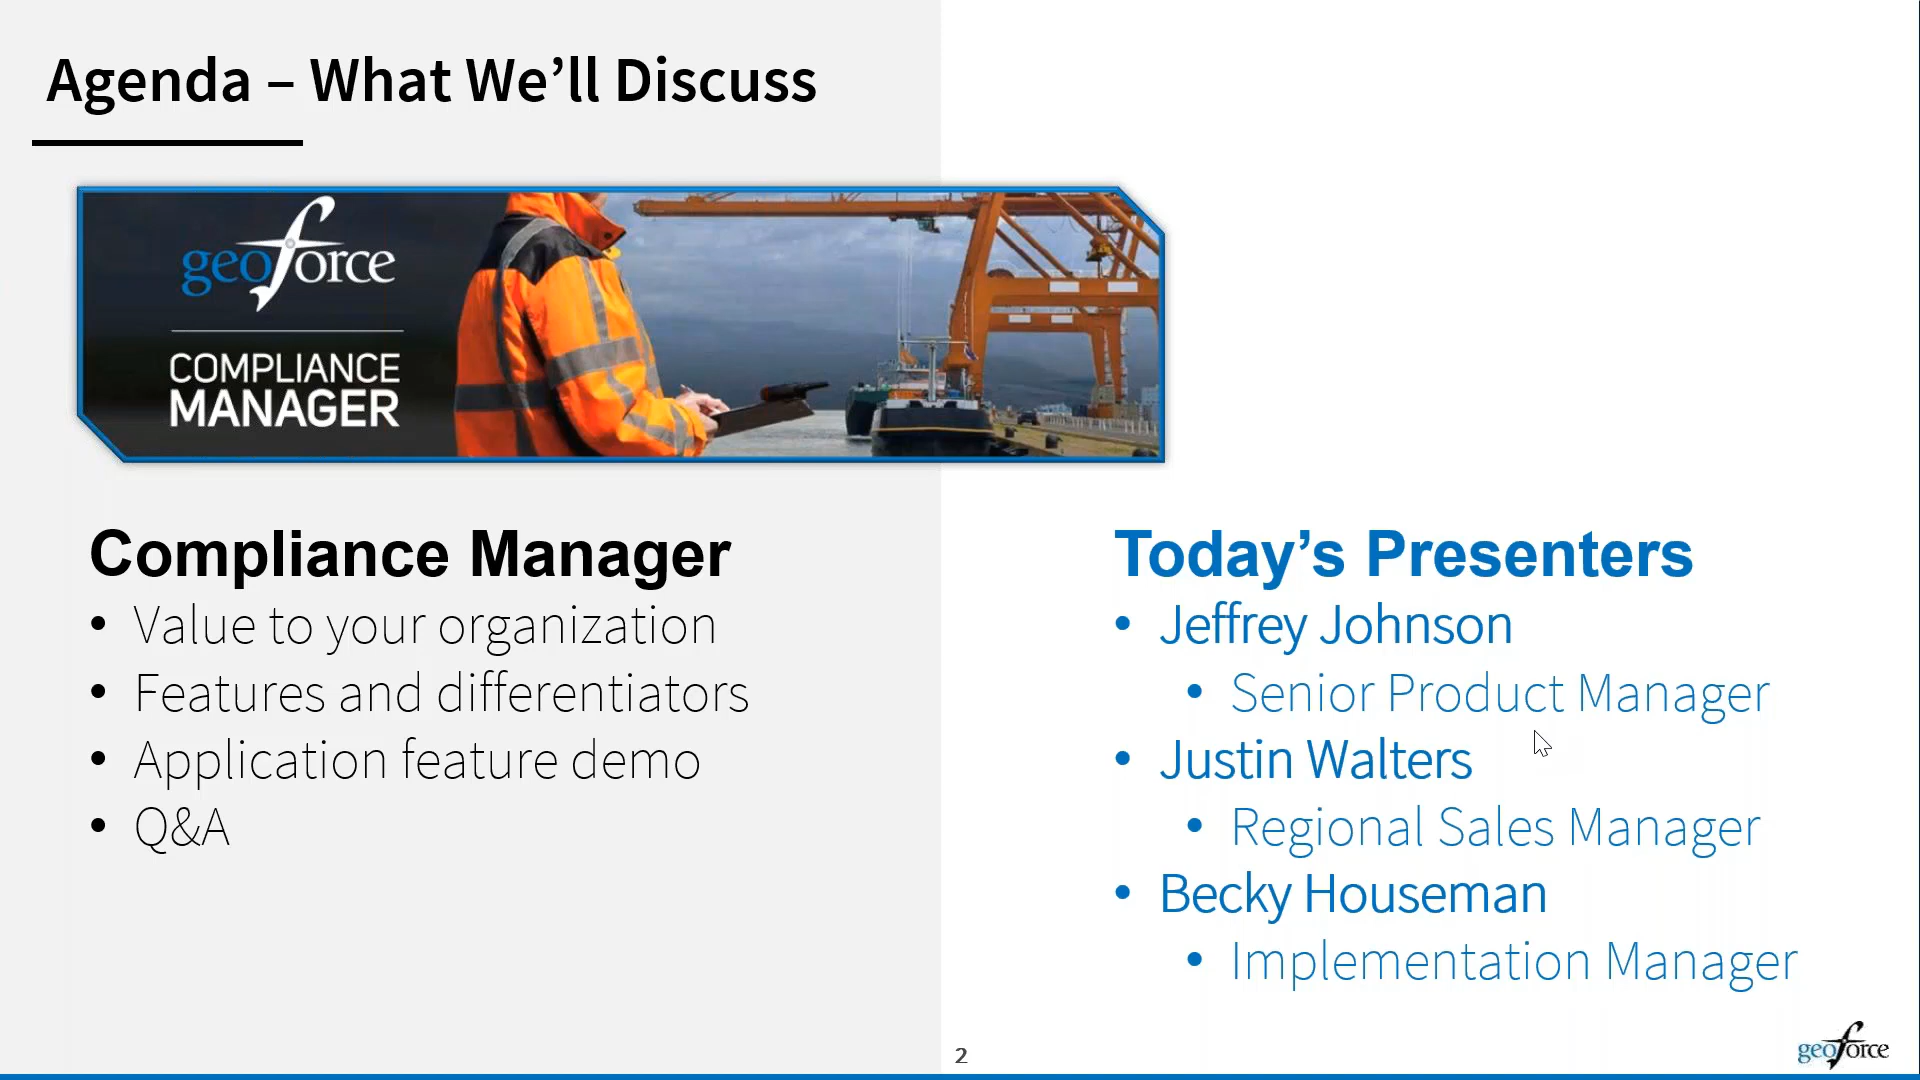 Agenda – What We’ll Discuss
geoforce
COMPLIANCE
MANAGER
Compliance Manager
• Value to your organization
• Features and differentiators
• Application feature demo
• Q&A
Today’s Presenters
• Jeffrey Johnson
• Senior Product Manager
• Justin Walters
• Regional Sales Manager
• Becky Houseman
• Implementation Manager
2
geoforce